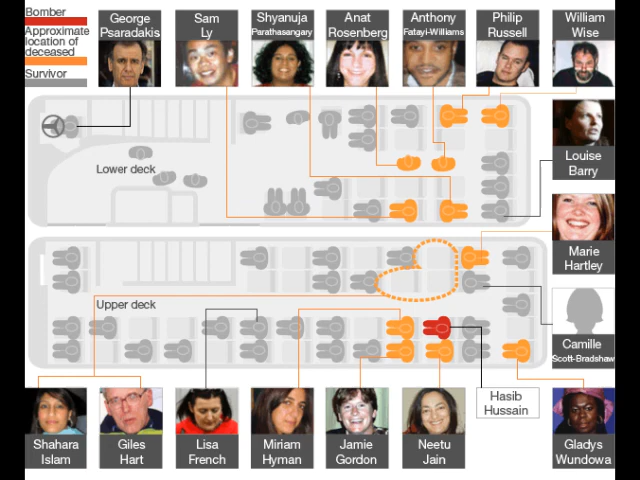 Bomber
Approximate
location of
deceased
Survivor
George
Psaradakis
Sam
Ly
Shyanuja
Parathasangary
Anat
Rosenberg
Anthony
Fatayi-Williams
Philip
Russell
William
Wise
Lower deck
Louise
Barry
Marie
Hartley
Upper deck
Camille
Scott-Bradshaw
Hasib
Hussain
Shahara
Islam
Giles
Hart
Lisa
French
Miriam
Hyman
Jamie
Gordon
Neetu
Jain
Gladys
Wundowa